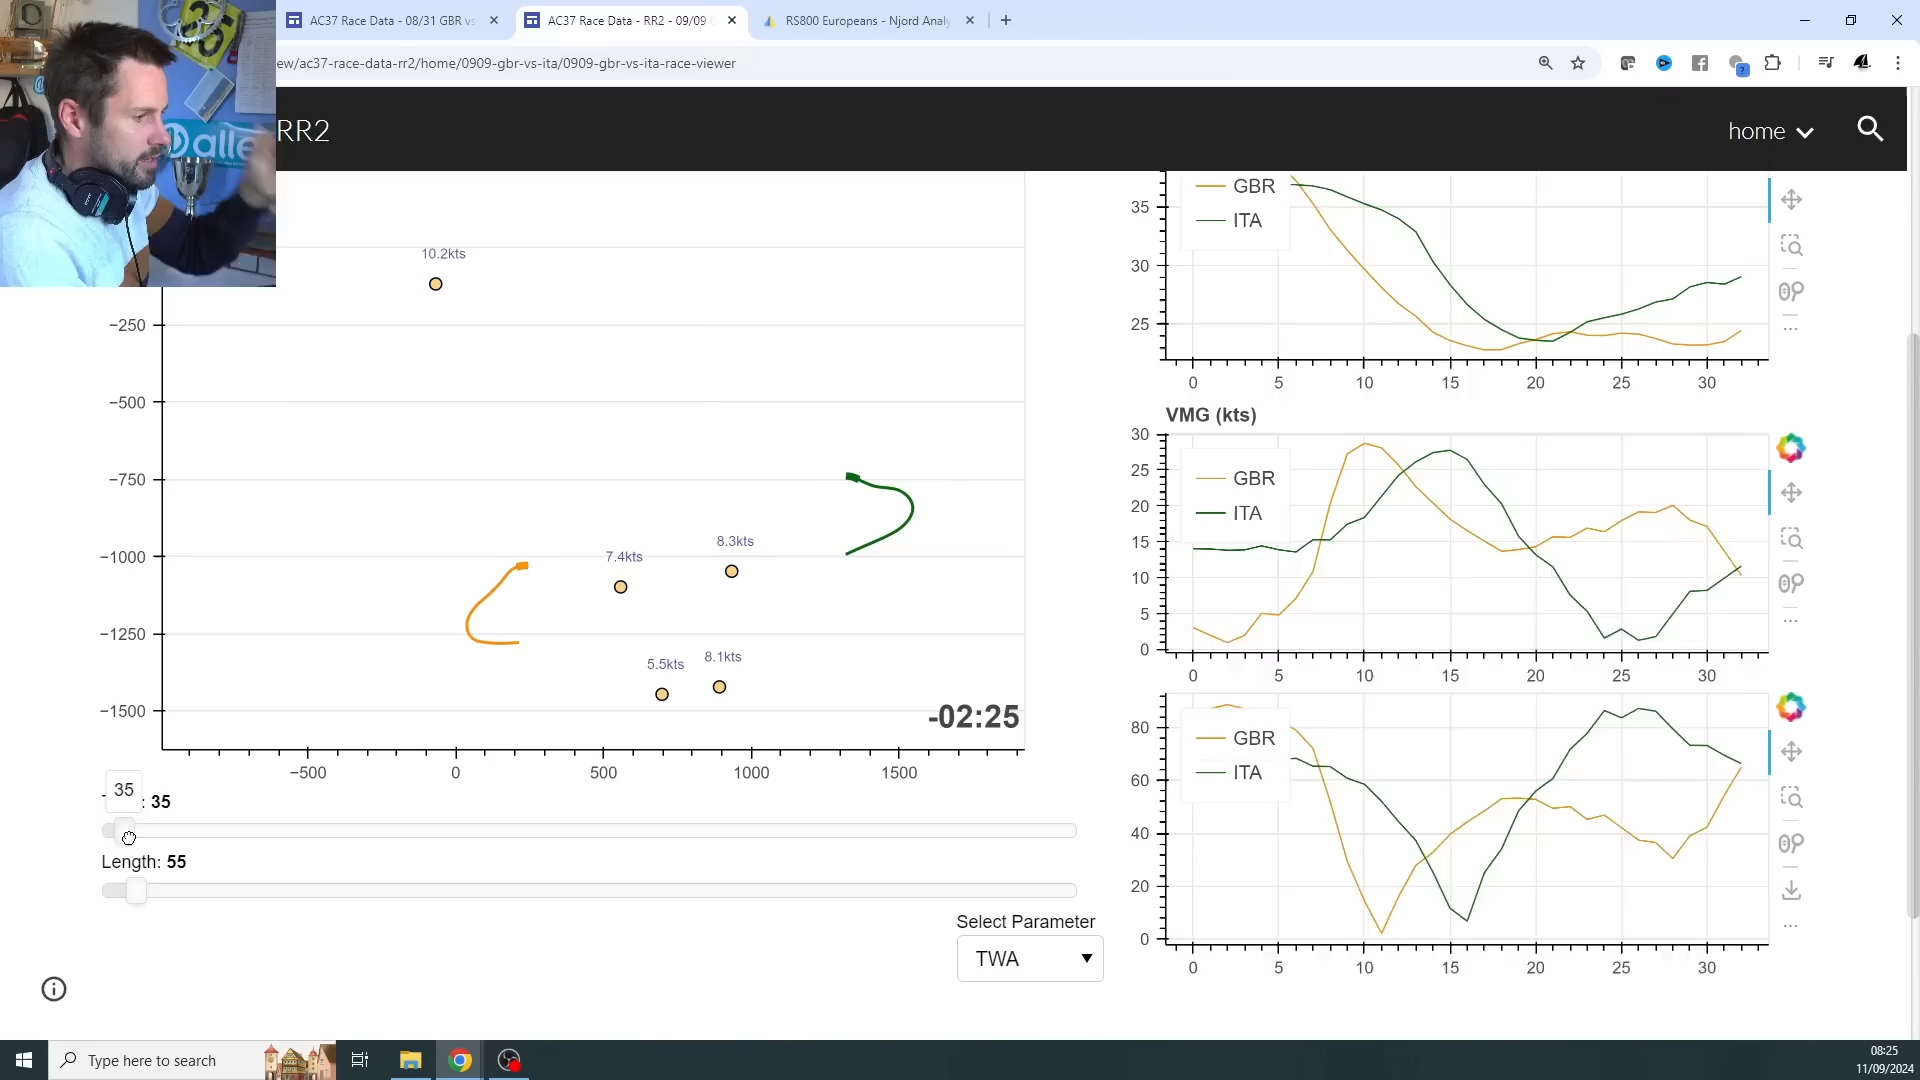 AC37 Race Data - 08/31 GBR vs
AC37 Race Data - RR2 - 09/09
RS800 Europeans - Njord Analy
ew/ac37-race-data-rr2/home/0909-gbr-vs-ita/0909-gbr-vs-ita-race-viewer
RR2
home
alle
10.2kts
−250
−500
−750
−1000
−1250
−1500
7.4kts
8.3kts
5.5kts
8.1kts
-02:25
−500
0
500
1000
1500
35
: 35
Length: 55
Select Parameter
TWA
GBR
ITA
35
30
25
0 5 10 15 20 25 30
VMG (kts)
GBR
ITA
30
25
20
15
10
5
0
0 5 10 15 20 25 30
GBR
ITA
80
60
40
20
0
0 5 10 15 20 25 30
Type here to search
08:25
11/09/2024